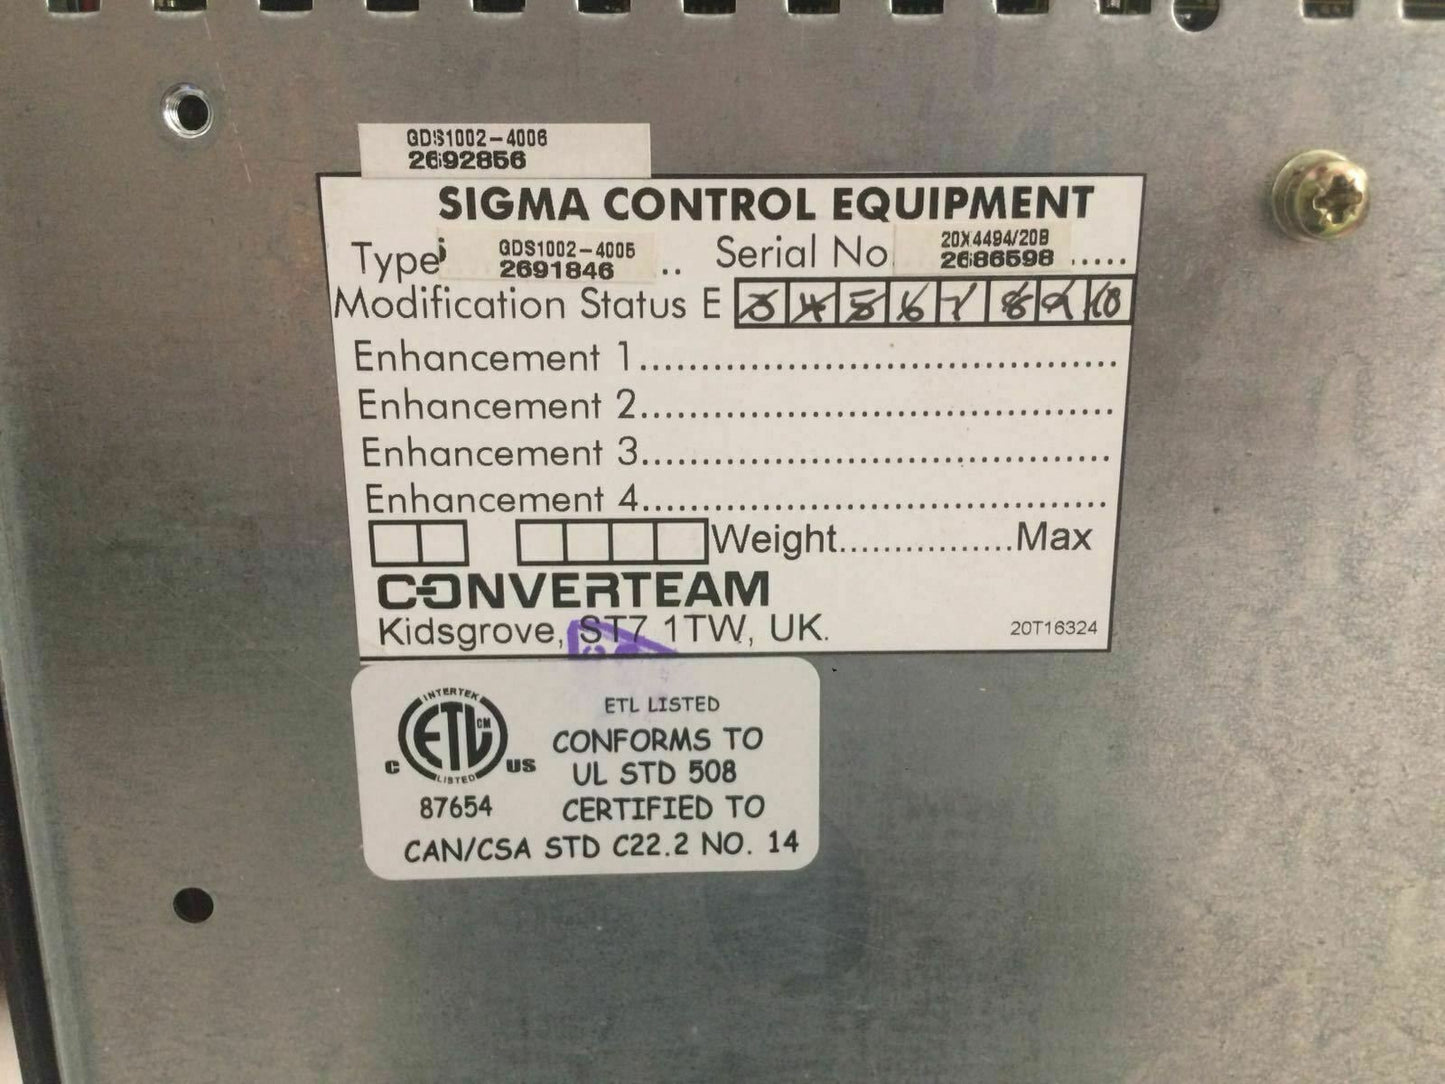 GDS1002-4006
2692856
SIGMA CONTROL EQUIPMENT
Type GDS1002-4005 2691846 .. Serial No 20X4494/20B 2686598 .....
Modification Status E 3 4 5 6 7 8 9 10
Enhancement 1......................................
Enhancement 2......................................
Enhancement 3......................................
Enhancement 4......................................
Weight................Max
CONVERTEAM
Kidsgrove, ST7 1TW, UK.
20T16324
INTERTEK
ETL CM
LISTED
C US
87654
ETL LISTED
CONFORMS TO
UL STD 508
CERTIFIED TO
CAN/CSA STD C22.2 NO. 14